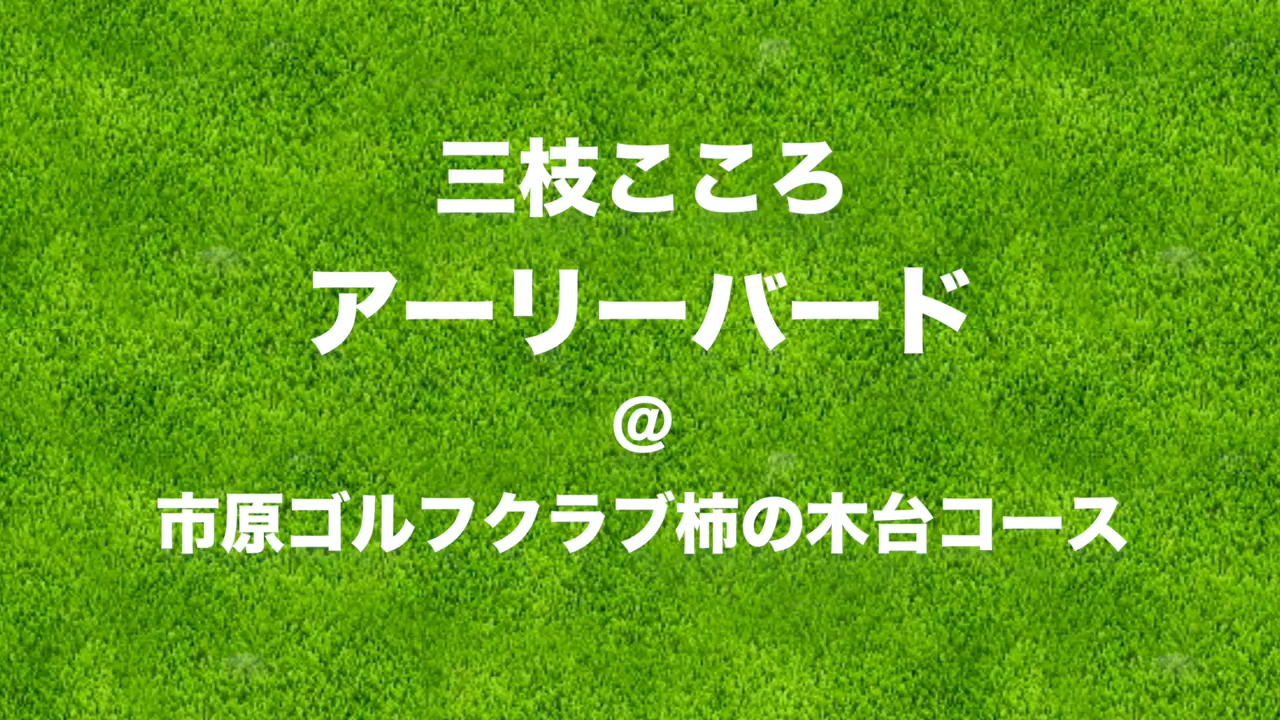 三枝こころ
アーリーバード
@
市原ゴルフクラブ柿の木台コース